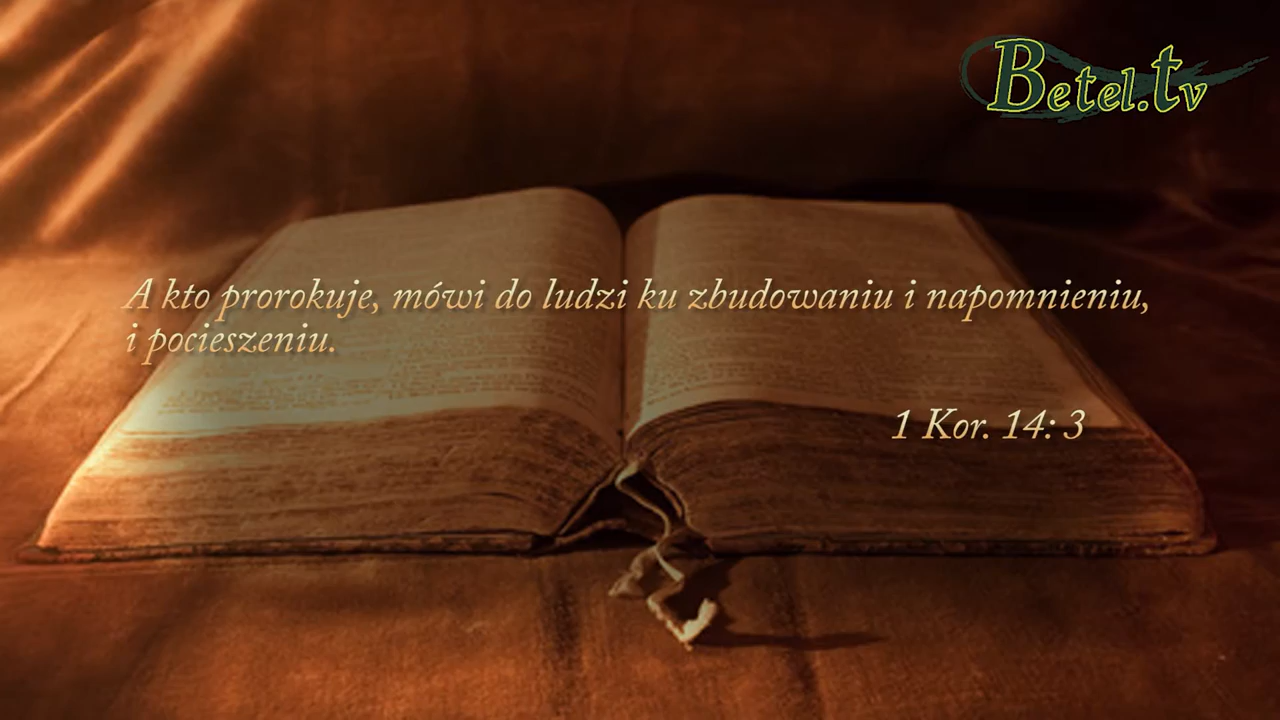 Betel.tv
A kto prorokuje, mówi do ludzi ku zbudowaniu i napomnieniu,
i pocieszeniu.
1 Kor. 14: 3